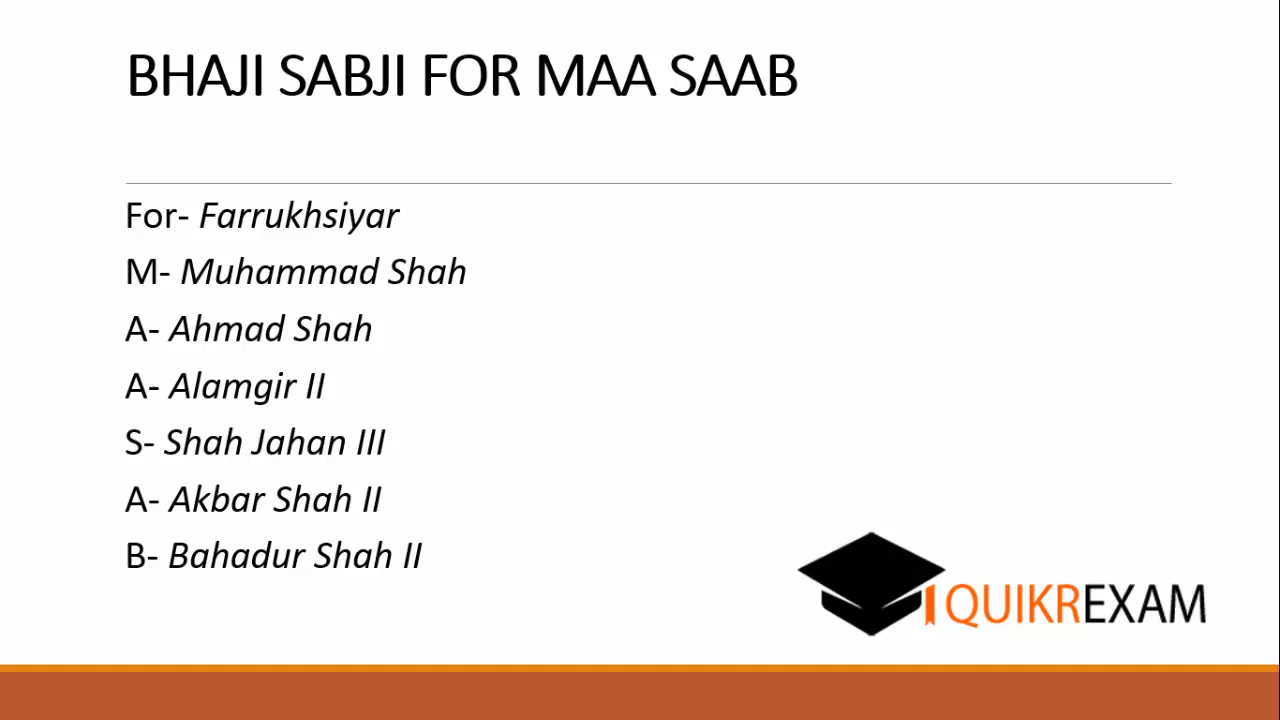 BHAJI SABJI FOR MAA SAAB
For- Farrukhsiyar
M- Muhammad Shah
A- Ahmad Shah
A- Alamgir II
S- Shah Jahan III
A- Akbar Shah II
B- Bahadur Shah II
QUIKREXAM